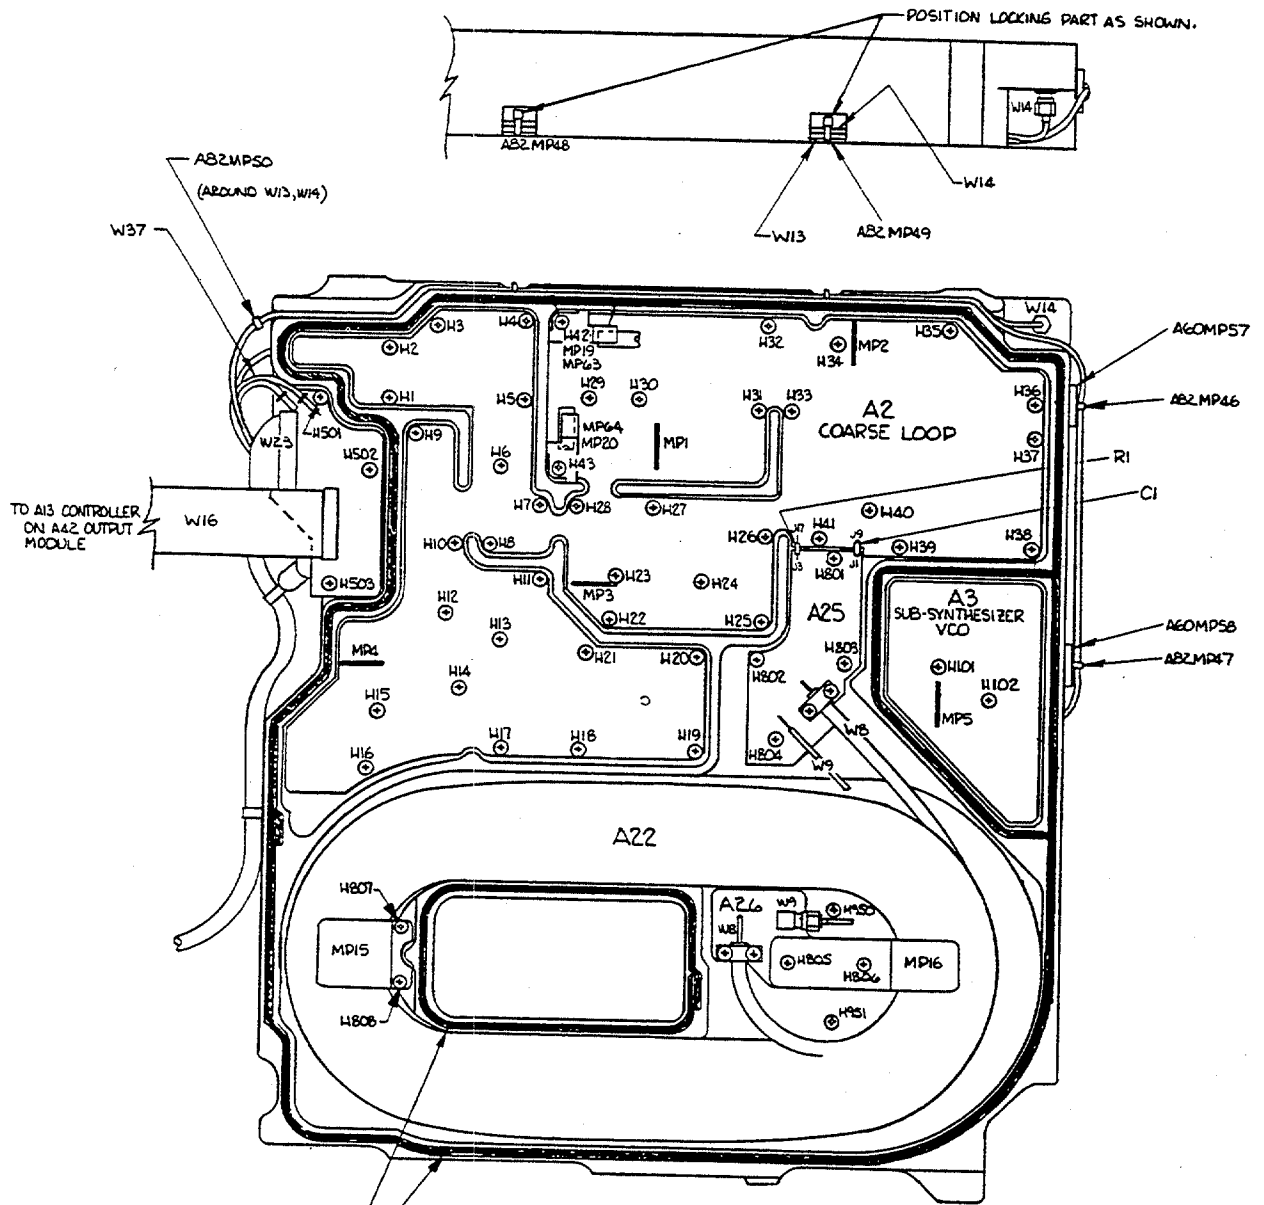 POSITION LOCKING PART AS SHOWN.
W14
A82MP48
W14
W13
A82MP49
A82MP50
(AROUND W13,W14)
W37
W14
A60MP57
A82MP46
H3
H4
H42
MP19
MP63
H32
H34
MP2
H35
H2
H1
H5
H29
H30
H31
H33
A2
COARSE LOOP
H36
H37
W23
H501
H9
MP64
MP20
MP1
H502
H6
H43
R1
C1
TO A13 CONTROLLER
ON A42 OUTPUT
MODULE
W16
H7
H28
H27
H40
H10
H8
H26
J7
J3
H41
J9
J1
H801
H39
H38
H503
H11
H23
MP3
H24
H12
H22
H25
A25
A3
SUB-SYNTHESIZER
VCO
H13
H21
H20
H802
H803
H101
H102
MP5
A60MP58
A82MP47
MP4
H14
H15
H16
H17
H18
H19
H804
W8
W9
A22
H807
MP15
H808
A26
W8
W9
H950
H805
H806
MP16
H951